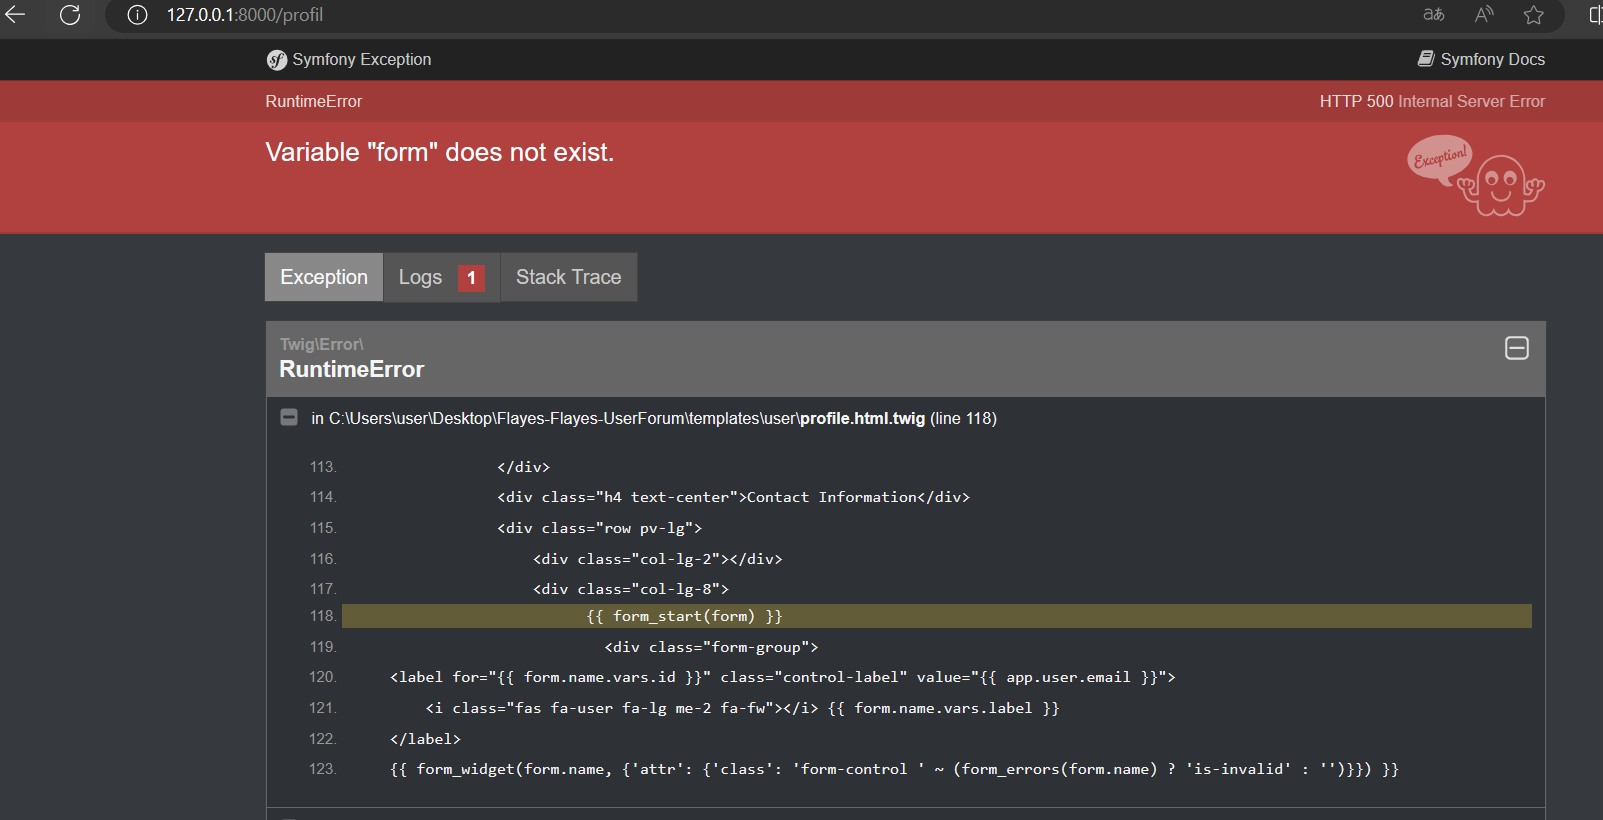 127.0.0.1:8000/profil
aあ
A
sf Symfony Exception
Symfony Docs
RuntimeError
HTTP 500 Internal Server Error
Variable "form" does not exist.
Exception!
Exception
Logs 1
Stack Trace
Twig\Error\
RuntimeError
in C:\Users\user\Desktop\Flayes-Flayes-UserForum\templates\user\profile.html.twig (line 118)
113. </div>
114. <div class="h4 text-center">Contact Information</div>
115. <div class="row pv-lg">
116. <div class="col-lg-2"></div>
117. <div class="col-lg-8">
118. {{ form_start(form) }}
119. <div class="form-group">
120. <label for="{{ form.name.vars.id }}" class="control-label" value="{{ app.user.email }}">
121. <i class="fas fa-user fa-lg me-2 fa-fw"></i> {{ form.name.vars.label }}
122. </label>
123. {{ form_widget(form.name, {'attr': {'class': 'form-control ' ~ (form_errors(form.name) ? 'is-invalid' : '')}}) }}